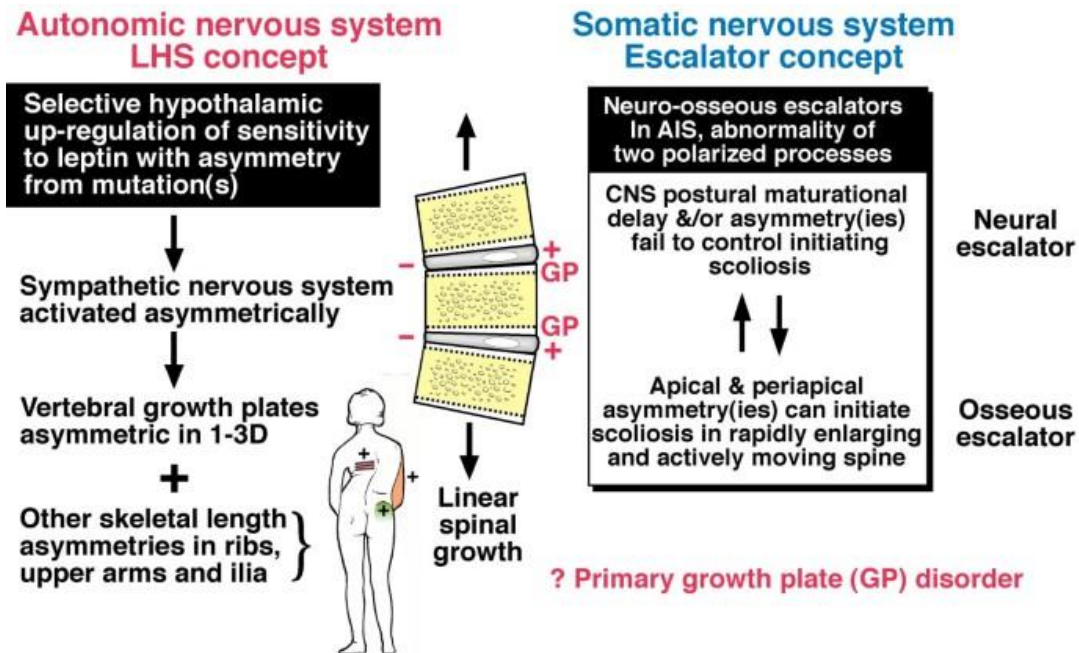 Autonomic nervous system
LHS concept
Selective hypothalamic
up-regulation of sensitivity
to leptin with asymmetry
from mutation(s)
Sympathetic nervous system
activated asymmetrically
Vertebral growth plates
asymmetric in 1-3D
+
Other skeletal length
asymmetries in ribs,
upper arms and ilia
+
+
+
+
GP
GP
+
–
–
Linear
spinal
growth
Somatic nervous system
Escalator concept
Neuro-osseous escalators
In AIS, abnormality of
two polarized processes
CNS postural maturational
delay &/or asymmetry(ies)
fail to control initiating
scoliosis
Neural
escalator
Apical & periapical
asymmetry(ies) can initiate
scoliosis in rapidly enlarging
and actively moving spine
Osseous
escalator
? Primary growth plate (GP) disorder